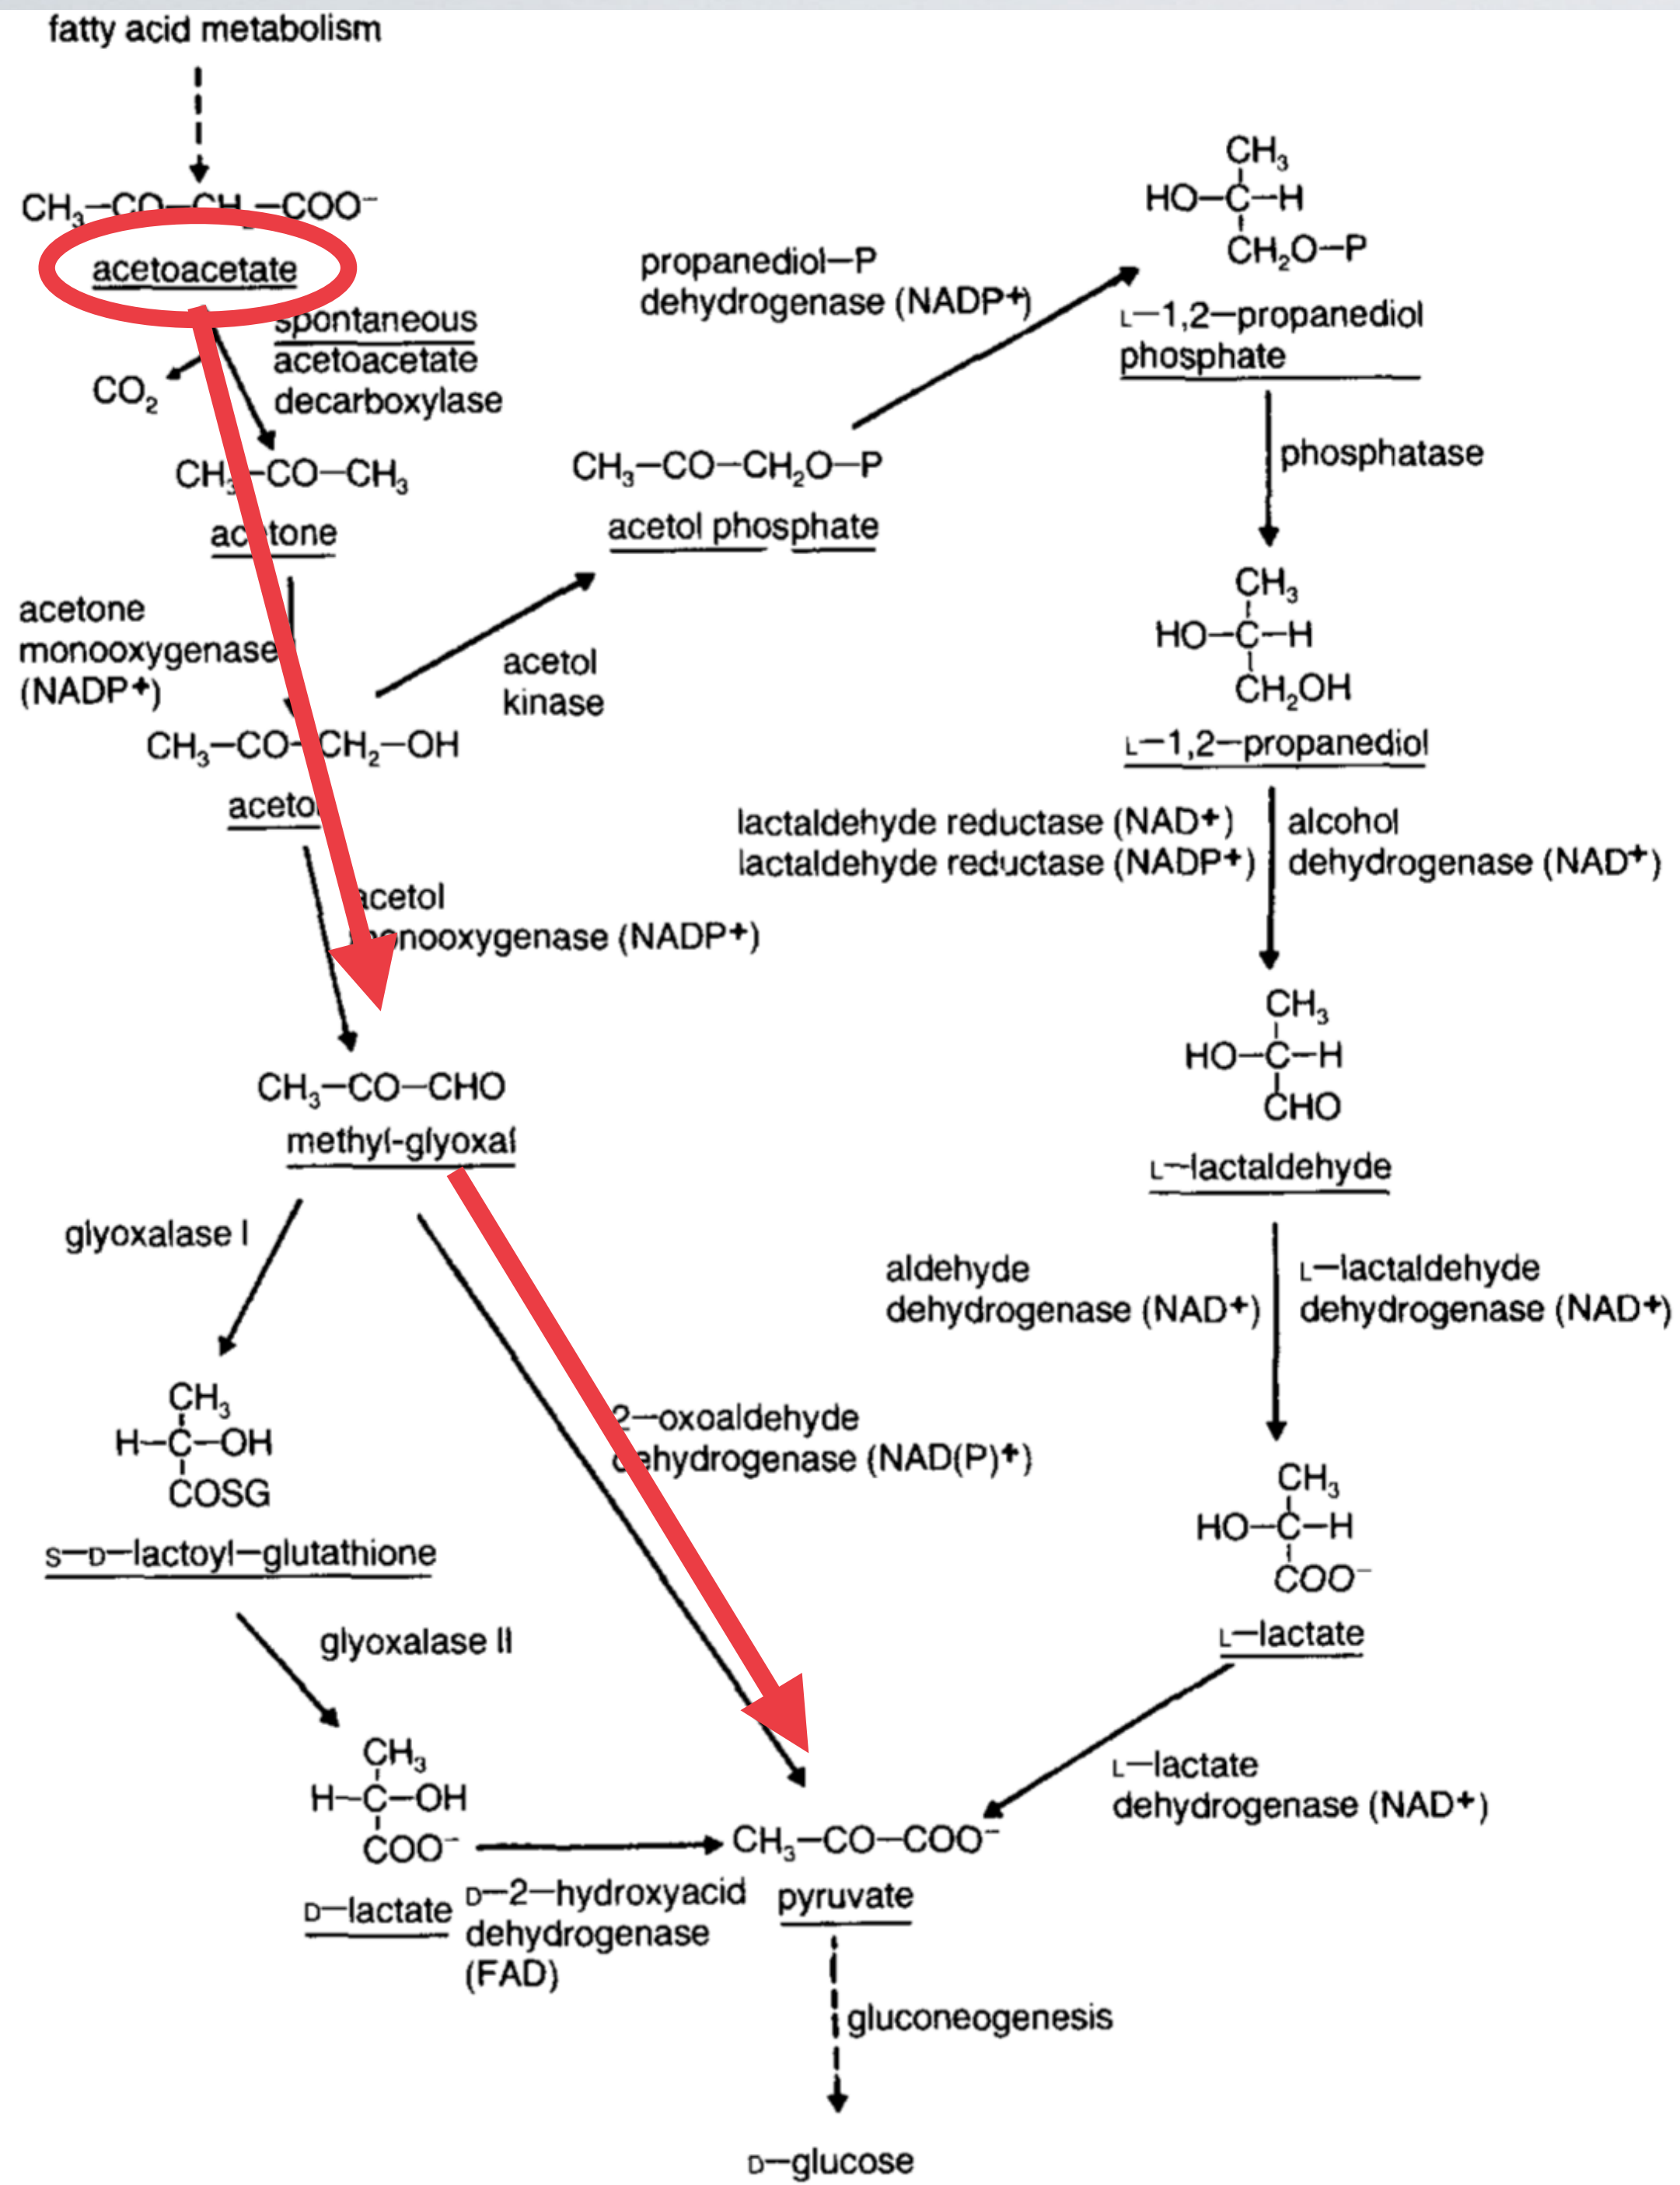 fatty acid metabolism
CH3–CO–CH2–COO–
acetoacetate
spontaneous
acetoacetate
decarboxylase
CO2
CH3–CO–CH3
acetone
acetone
monooxygenase
(NADP+)
CH3–CO–CH2–OH
acetol
acetol
kinase
CH3–CO–CH2O–P
acetol phosphate
propanediol–P
dehydrogenase (NADP+)
CH3
HO–C–H
CH2O–P
L–1,2–propanediol
phosphate
phosphatase
CH3
HO–C–H
CH2OH
L–1,2–propanediol
lactaldehyde reductase (NAD+)
lactaldehyde reductase (NADP+)
alcohol
dehydrogenase (NAD+)
CH3
HO–C–H
CHO
L–lactaldehyde
aldehyde
dehydrogenase (NAD+)
L–lactaldehyde
dehydrogenase (NAD+)
CH3
HO–C–H
COO–
L–lactate
L–lactate
dehydrogenase (NAD+)
acetol
monooxygenase (NADP+)
CH3–CO–CHO
methyl-glyoxal
glyoxalase I
CH3
H–C–OH
COSG
S–D–lactoyl–glutathione
glyoxalase II
2–oxoaldehyde
dehydrogenase (NAD(P)+)
CH3
H–C–OH
COO–
D–lactate
D–2–hydroxyacid
dehydrogenase
(FAD)
CH3–CO–COO–
pyruvate
gluconeogenesis
D–glucose